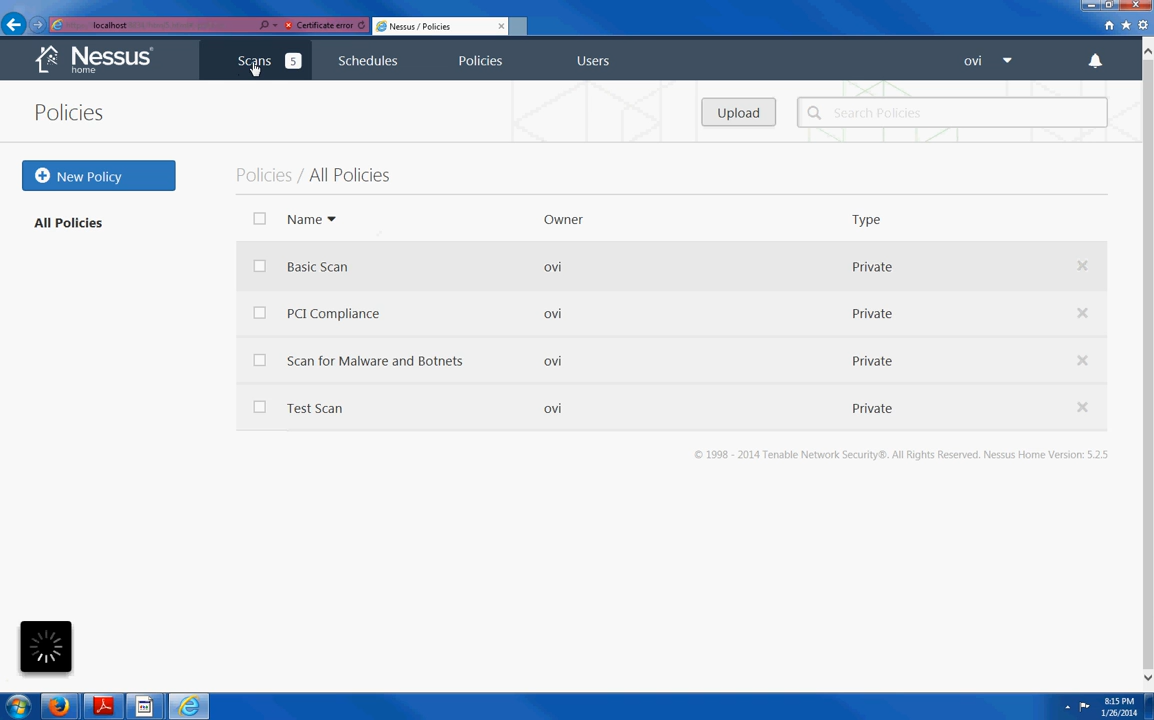 localhost
Certificate error
Nessus / Policies
Nessus
home
Scans 5
Schedules
Policies
Users
ovi
Policies
Upload
Search Policies
New Policy
All Policies
Policies / All Policies
Name
Owner
Type
Basic Scan ovi Private
PCI Compliance ovi Private
Scan for Malware and Botnets ovi Private
Test Scan ovi Private
© 1998 - 2014 Tenable Network Security®. All Rights Reserved. Nessus Home Version: 5.2.5
8:15 PM
1/26/2014